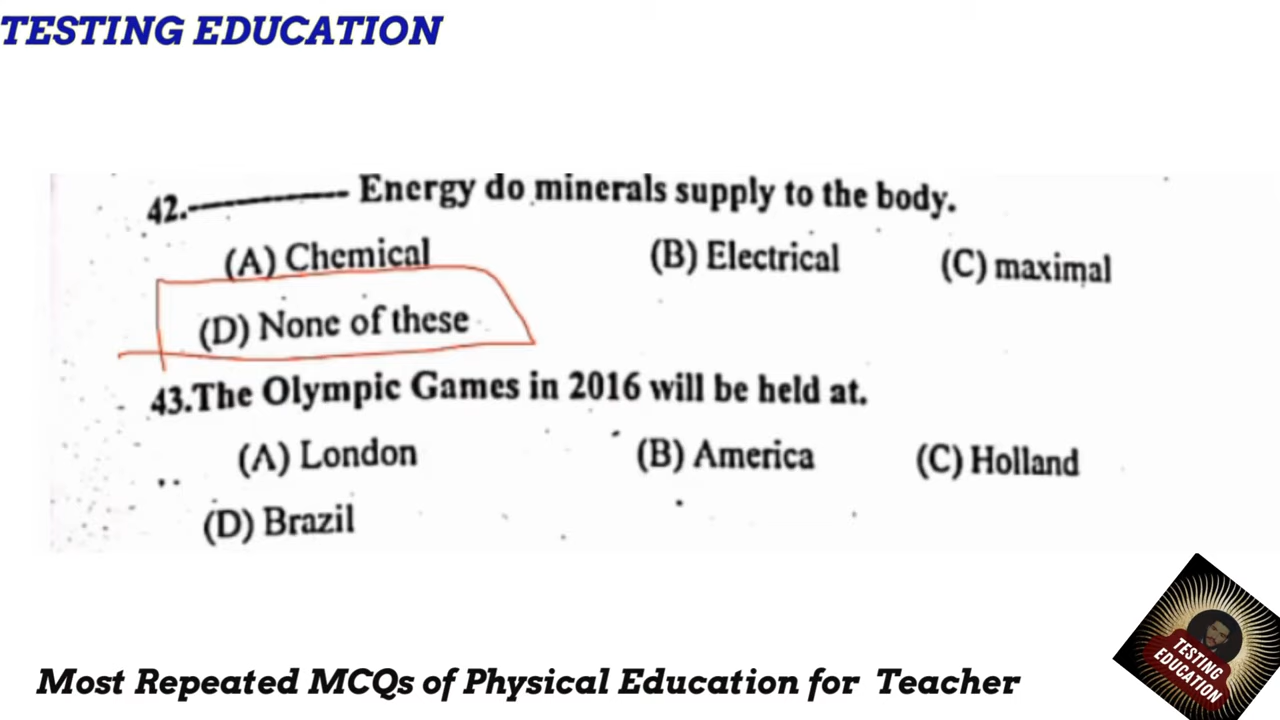 TESTING EDUCATION
42.———— Energy do minerals supply to the body.
(A) Chemical (B) Electrical (C) maximal
(D) None of these
43.The Olympic Games in 2016 will be held at.
(A) London (B) America (C) Holland
(D) Brazil
TESTING
EDUCATION
Most Repeated MCQs of Physical Education for Teacher